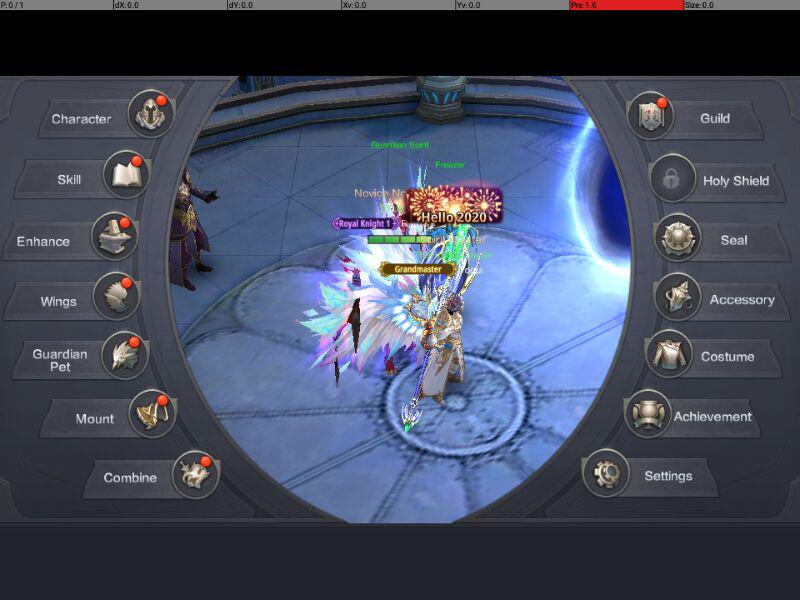 P: 0 / 1
dX: 0.0
dY: 0.0
Xv: 0.0
Yv: 0.0
Prs: 1.0
Size: 0.0
Character
Guild
Guardian Spirit
Freezer
Skill
Holy Shield
Novice
Hello 2020
Royal Knight 1
Enhance
Seal
Grandmaster
Wings
Accessory
Guardian
Pet
Costume
Mount
Achievement
Combine
Settings